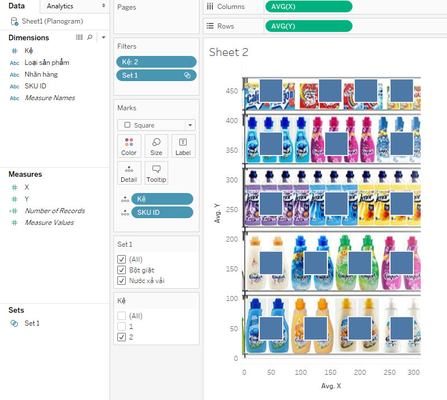 Data
Analytics
Pages
Columns
AVG(X)
Rows
AVG(Y)
Sheet1 (Planogram)
Dimensions
Kệ
Abc Loại sản phẩm
Abc Nhãn hàng
Abc SKU ID
Abc Measure Names
Measures
X
Y
Number of Records
Measure Values
Sets
Set 1
Filters
Kệ: 2
Set 1
Marks
Square
Color
Size
Label
Detail
Tooltip
Kệ
SKU ID
Set 1
(All)
Bột giặt
Nước xả vải
Kệ
(All)
1
2
Sheet 2
450
400
350
300
250
200
150
100
50
0
Avg. Y
0
50
100
150
200
250
300
Avg. X